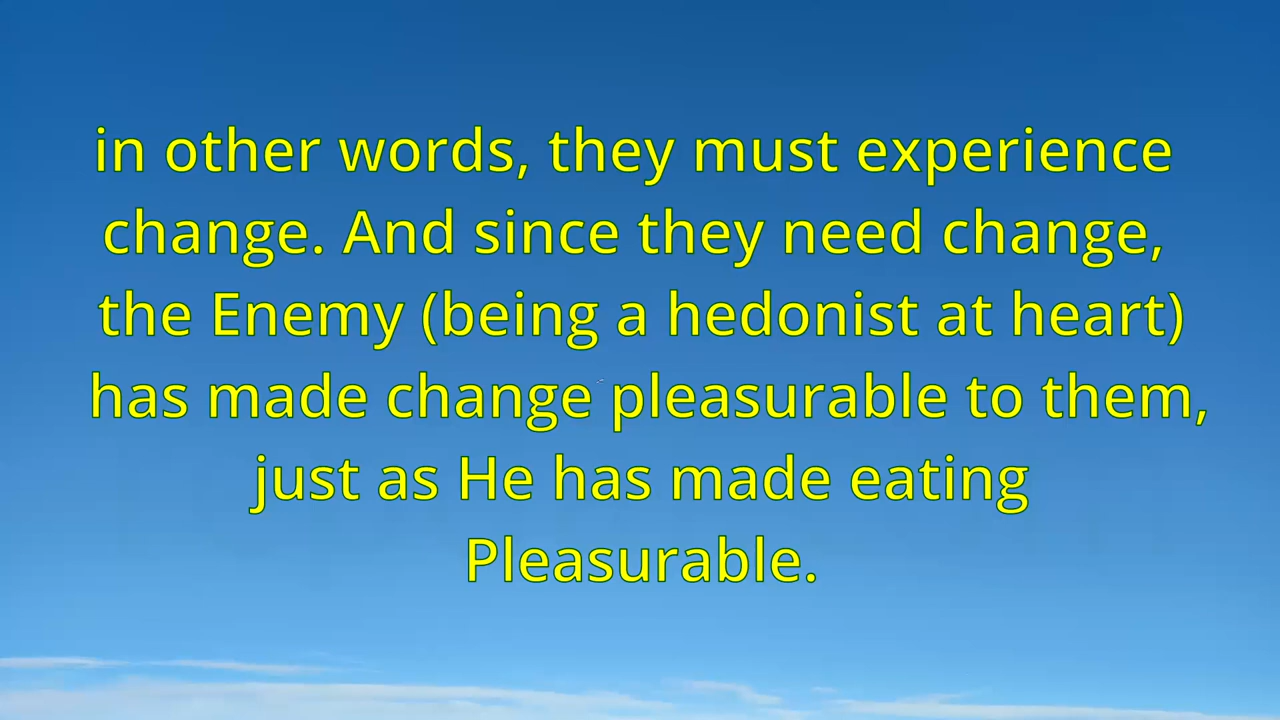 in other words, they must experience
change. And since they need change,
the Enemy (being a hedonist at heart)
has made change pleasurable to them,
just as He has made eating
Pleasurable.